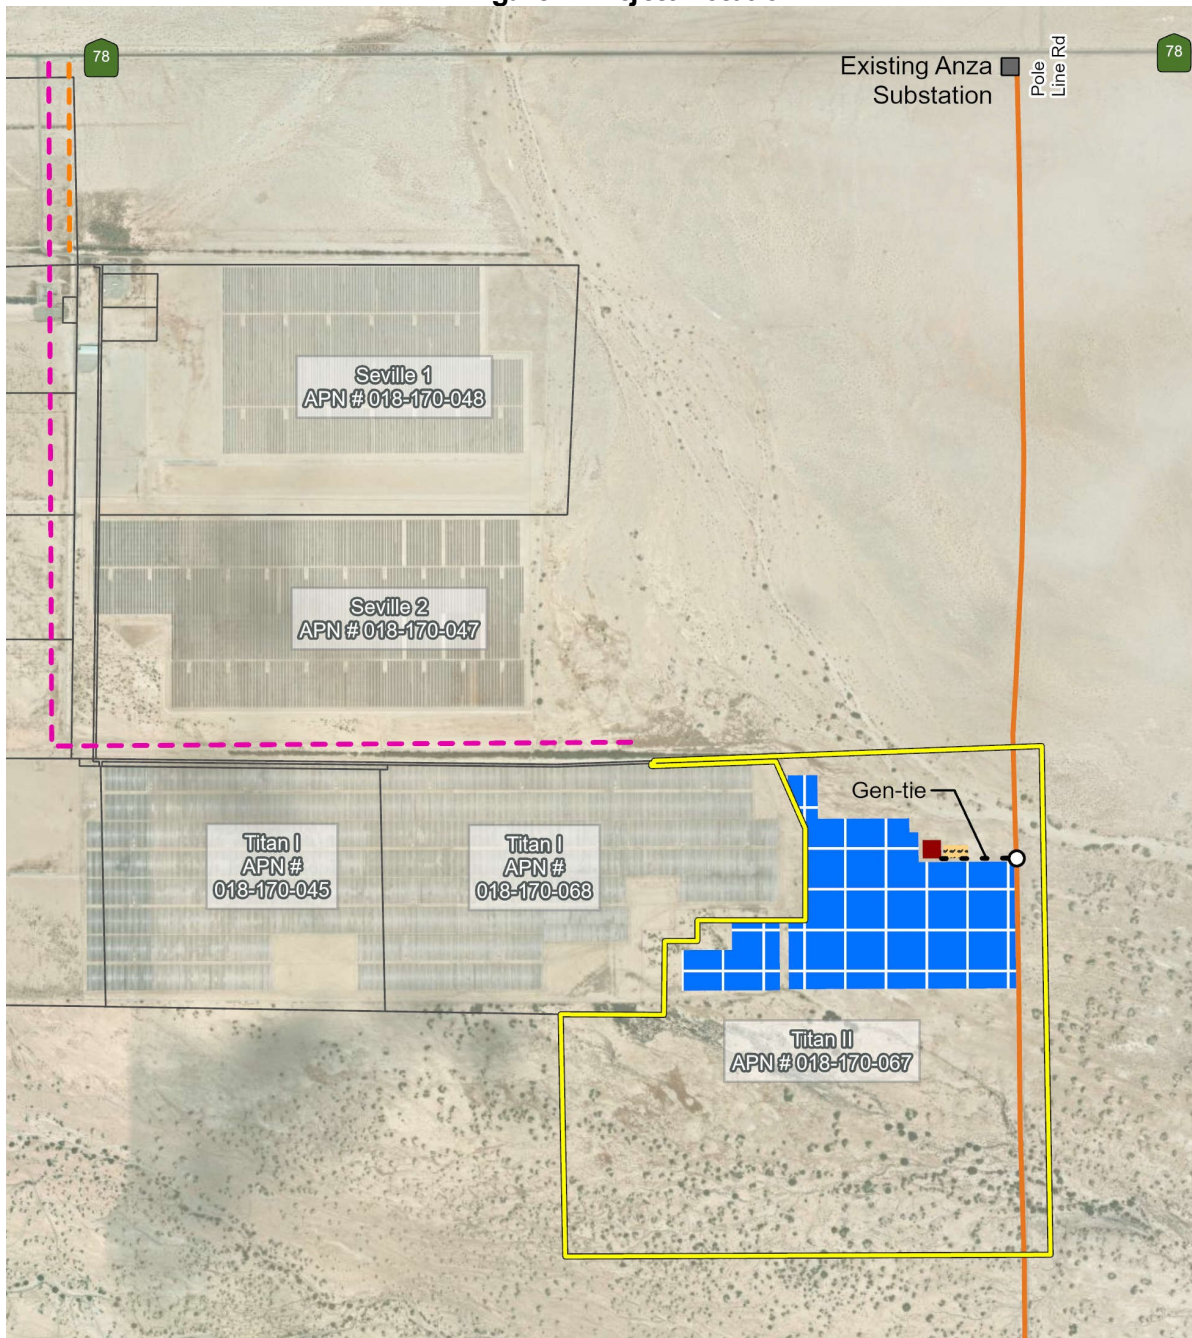 78
78
Existing Anza
Substation
Pole
Line Rd
Seville 1
APN # 018-170-048
Seville 2
APN # 018-170-047
Gen-tie
Titan I
APN #
018-170-045
Titan I
APN #
018-170-068
Titan II
APN # 018-170-067